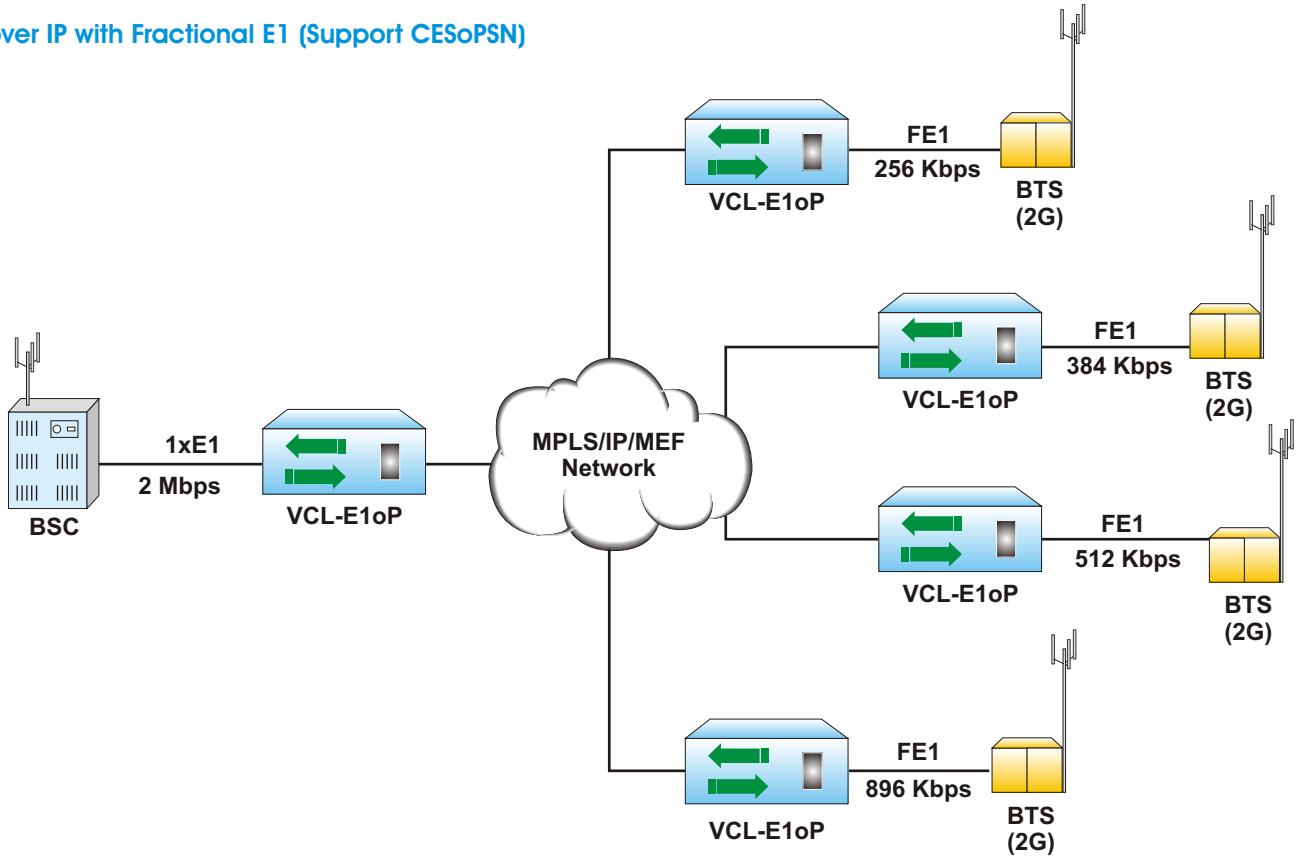 over IP with Fractional E1 (Support CESoPSN)
VCL-E1oP
FE1
256 Kbps
BTS
(2G)
VCL-E1oP
FE1
384 Kbps
BTS
(2G)
BSC
1xE1
2 Mbps
VCL-E1oP
MPLS/IP/MEF
Network
VCL-E1oP
FE1
512 Kbps
BTS
(2G)
VCL-E1oP
FE1
896 Kbps
BTS
(2G)